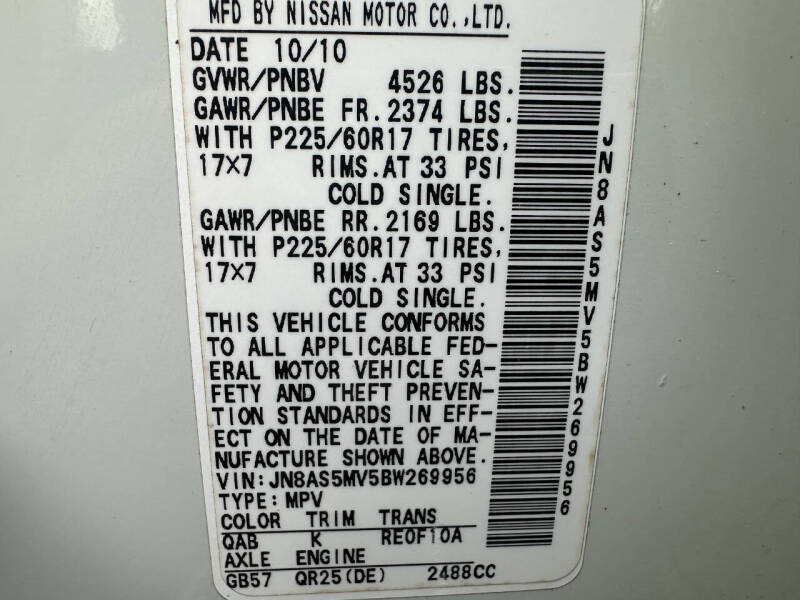 MFD BY NISSAN MOTOR CO.,LTD.
DATE 10/10
GVWR/PNBV 4526 LBS.
GAWR/PNBE FR.2374 LBS.
WITH P225/60R17 TIRES,
17×7 RIMS.AT 33 PSI
COLD SINGLE.
GAWR/PNBE RR.2169 LBS.
WITH P225/60R17 TIRES,
17×7 RIMS.AT 33 PSI
COLD SINGLE.
THIS VEHICLE CONFORMS
TO ALL APPLICABLE FED-
ERAL MOTOR VEHICLE SA-
FETY AND THEFT PREVEN-
TION STANDARDS IN EFF-
ECT ON THE DATE OF MA-
NUFACTURE SHOWN ABOVE.
VIN:JN8AS5MV5BW269956
TYPE:MPV
COLOR TRIM TRANS
QAB K RE0F10A
AXLE ENGINE
GB57 QR25(DE) 2488CC
JN8AS5MV5BW269956